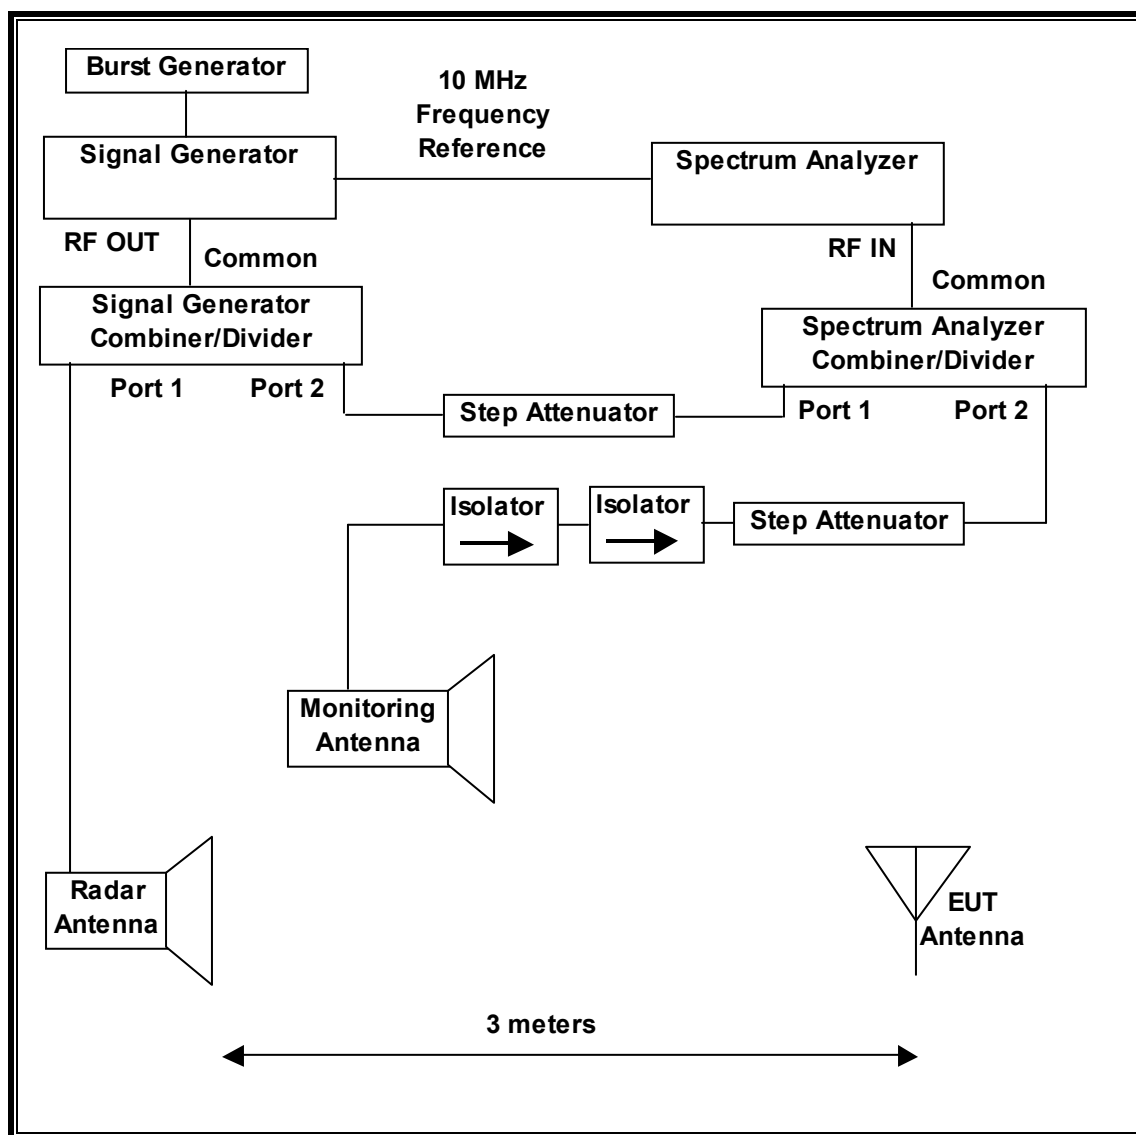 Burst Generator
10 MHz
Frequency
Reference
Signal Generator
Spectrum Analyzer
RF OUT
Common
RF IN
Common
Signal Generator
Combiner/Divider
Spectrum Analyzer
Combiner/Divider
Port 1
Port 2
Step Attenuator
Port 1
Port 2
Isolator
Isolator
Step Attenuator
Monitoring
Antenna
Radar
Antenna
EUT
Antenna
3 meters